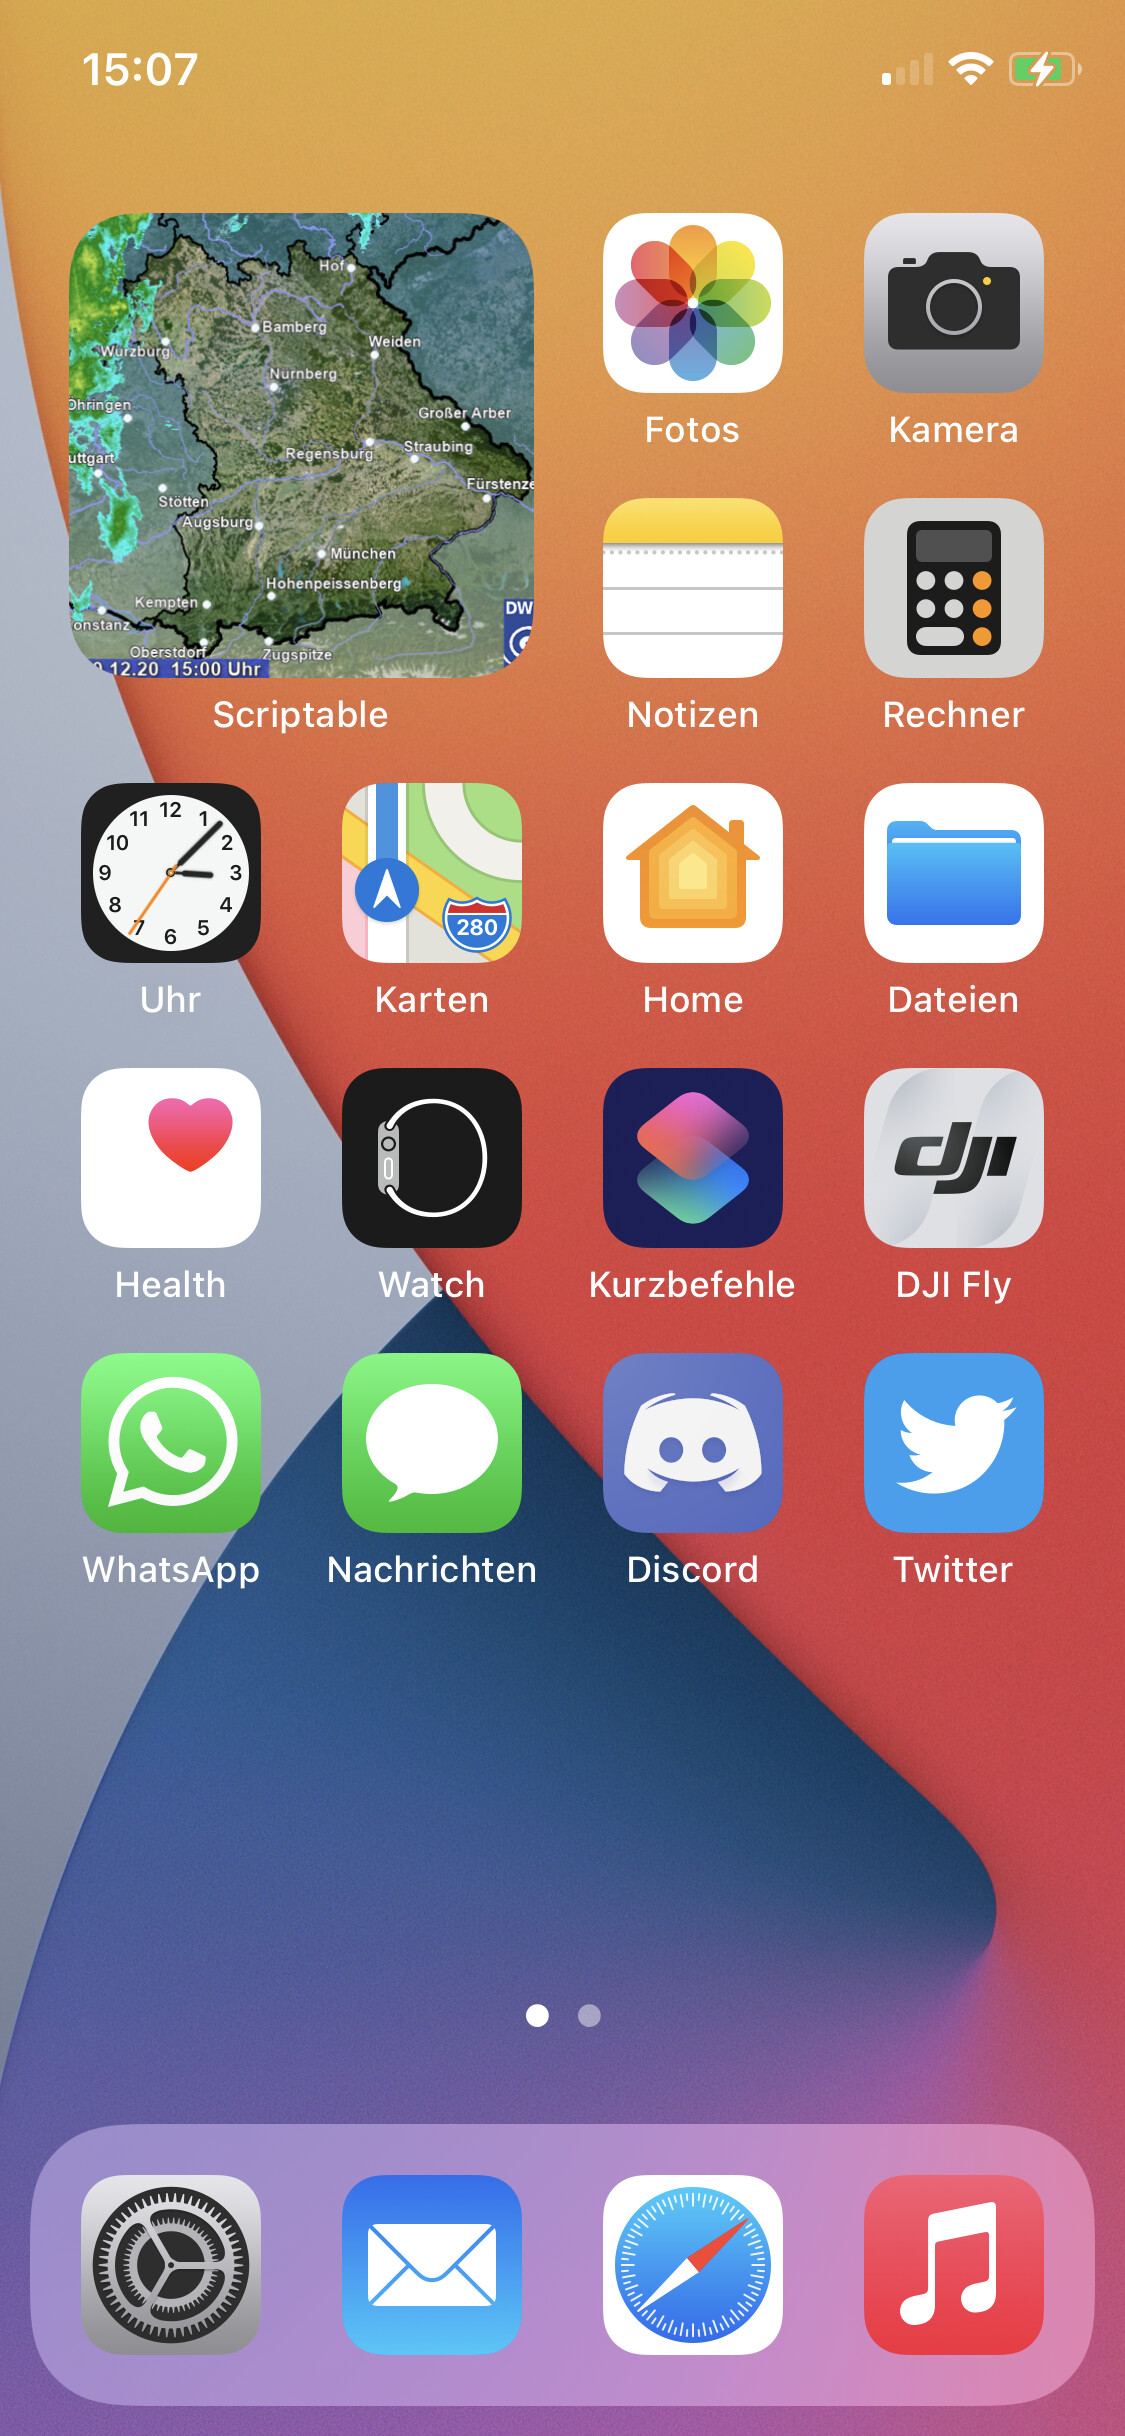 15:07
Hof
Bamberg
Würzburg
Weiden
Nürnberg
Öhringen
Großer Arber
Regensburg
Straubing
uttgart
Fürstenze
Stötten
Augsburg
München
Hohenpeissenberg
Kempten
onstanz
DW
Oberstdorf
Zugspitze
.12.20 15:00 Uhr
Scriptable
Fotos
Kamera
Notizen
Rechner
12
11
1
10
2
9
3
8
4
7
5
6
280
Uhr
Karten
Home
Dateien
dji
Health
Watch
Kurzbefehle
DJI Fly
WhatsApp
Nachrichten
Discord
Twitter